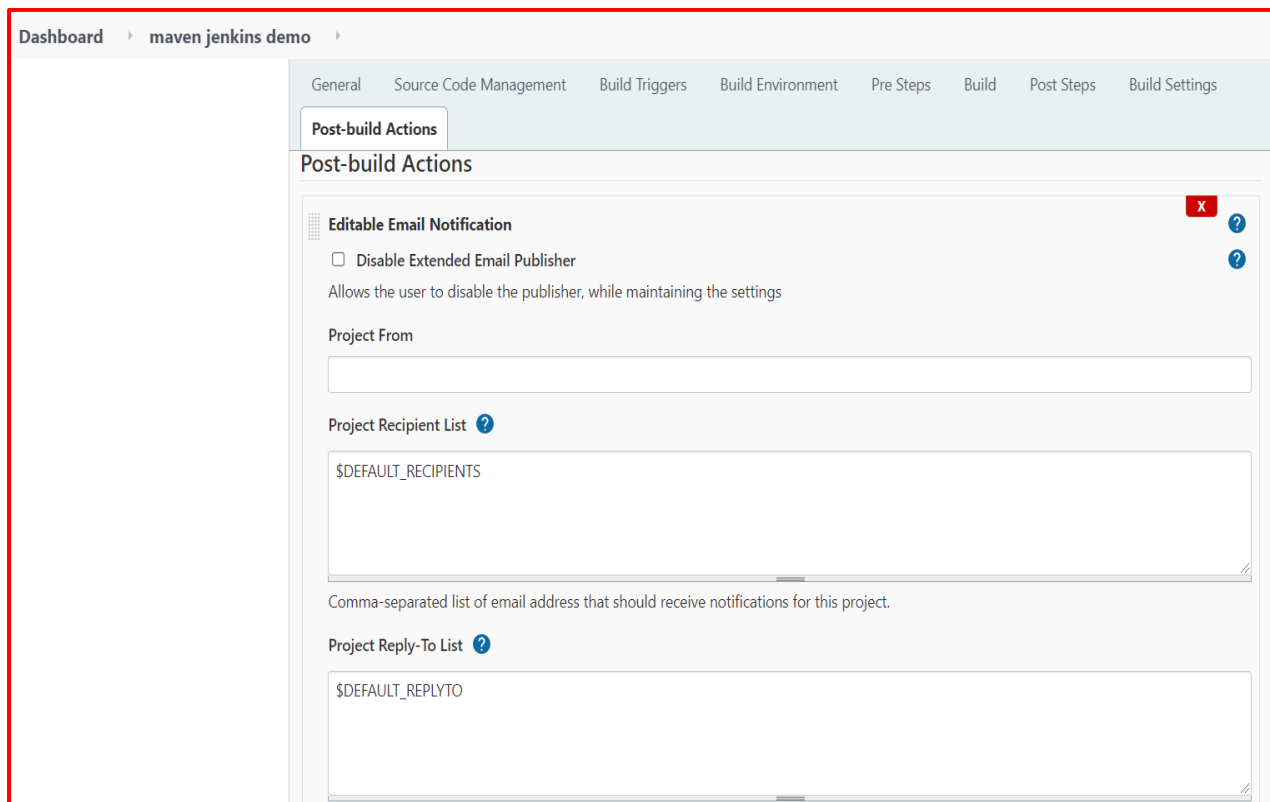 Dashboard maven jenkins demo
General Source Code Management Build Triggers Build Environment Pre Steps Build Post Steps Build Settings
Post-build Actions
Post-build Actions
X
Editable Email Notification ?
Disable Extended Email Publisher ?
Allows the user to disable the publisher, while maintaining the settings
Project From
Project Recipient List ?
$DEFAULT_RECIPIENTS
Comma-separated list of email address that should receive notifications for this project.
Project Reply-To List ?
$DEFAULT_REPLYTO